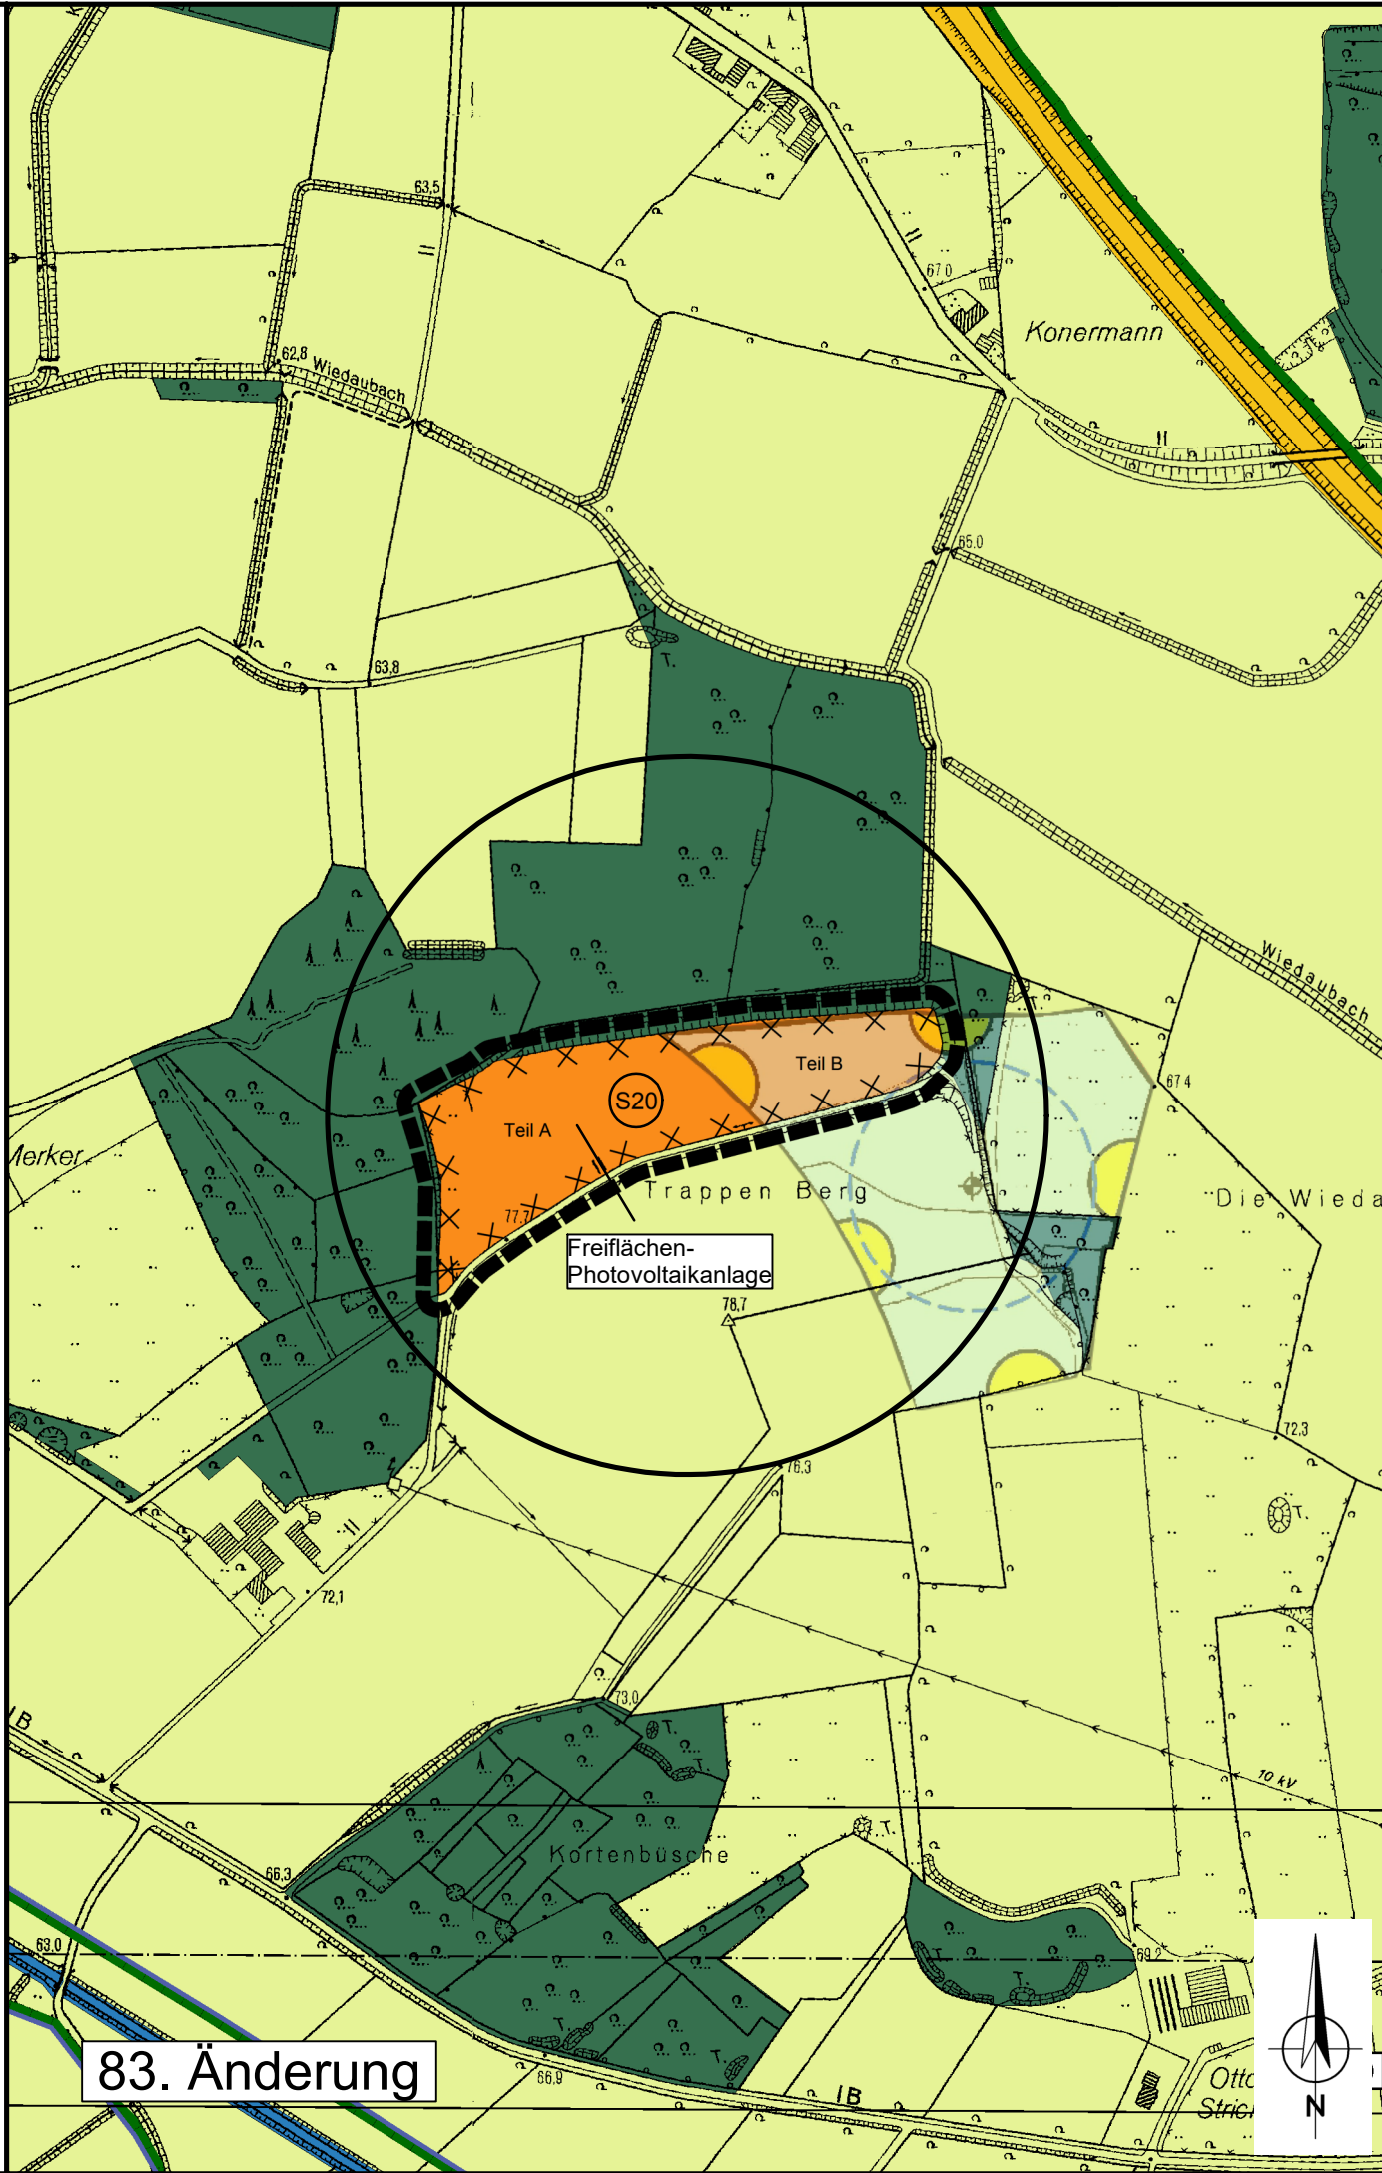 63,5
67.0
Konermann
62,8
Wiedaubach
II
65.0
63,8
T.
Wiedaubach
67.4
Teil B
S20
Teil A
Merker
Trappen Berg
77.7
Freiflächen-
Photovoltaikanlage
78,7
72,3
76.3
T.
72,1
73,0
T.
T.
IB
10 kV
T.
Kortenbüsche
66,3
63.0
69.2
T.
T.
T.
T.
83. Änderung
66,9
IB
N